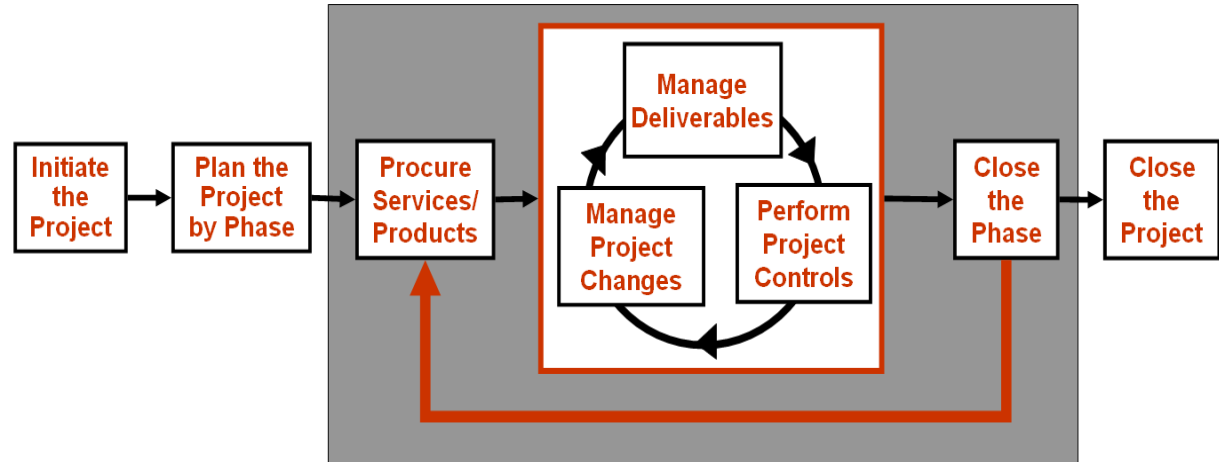 Initiate
the
Project
Plan the
Project
by Phase
Procure
Services/
Products
Manage
Deliverables
Manage
Project
Changes
Perform
Project
Controls
Close
the
Phase
Close
the
Project